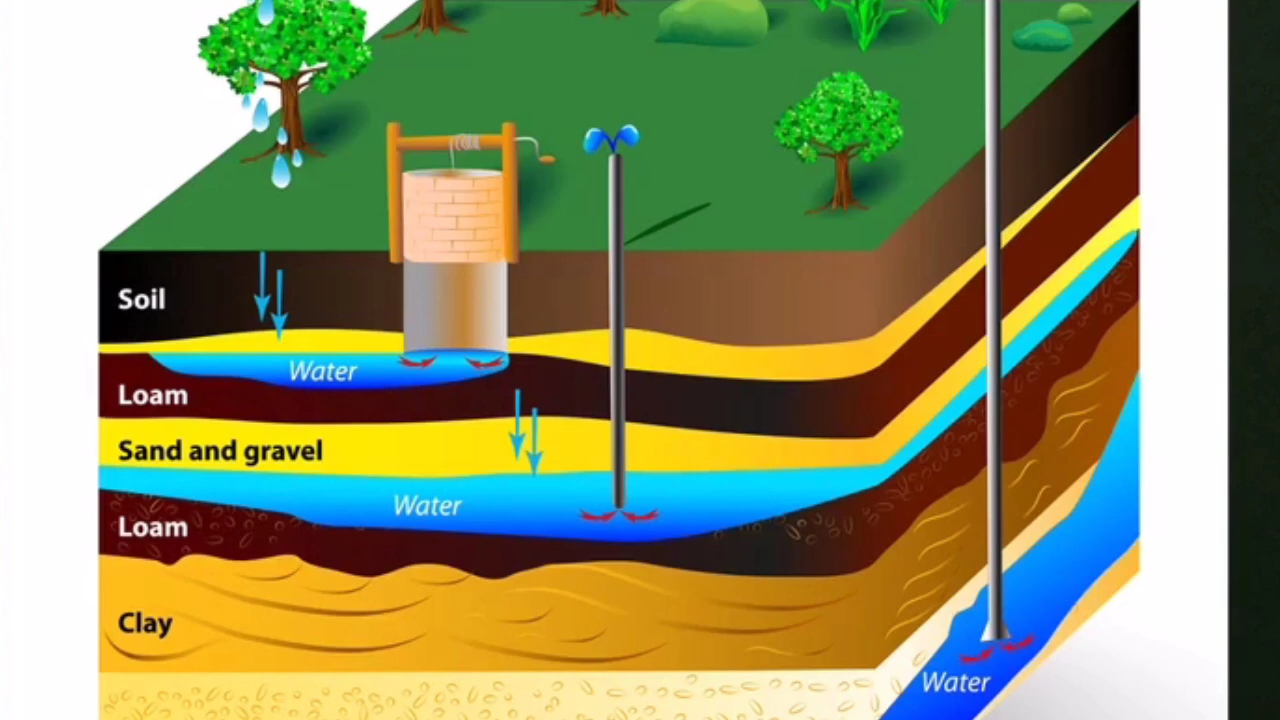 Soil
Water
Loam
Sand and gravel
Water
Loam
Clay
Water